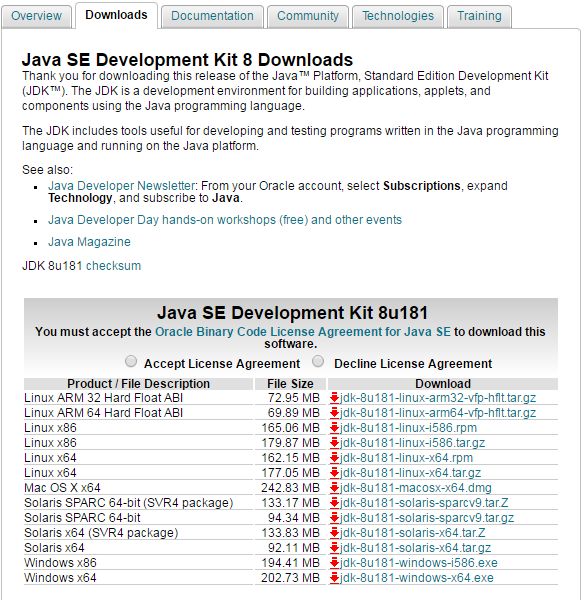 Overview Downloads Documentation Community Technologies Training
Java SE Development Kit 8 Downloads
Thank you for downloading this release of the Java™ Platform, Standard Edition Development Kit
(JDK™). The JDK is a development environment for building applications, applets, and
components using the Java programming language.
The JDK includes tools useful for developing and testing programs written in the Java programming
language and running on the Java platform.
See also:
Java Developer Newsletter: From your Oracle account, select Subscriptions, expand
Technology, and subscribe to Java.
Java Developer Day hands-on workshops (free) and other events
Java Magazine
JDK 8u181 checksum
Java SE Development Kit 8u181
You must accept the Oracle Binary Code License Agreement for Java SE to download this
software.
Accept License Agreement Decline License Agreement
Product / File Description File Size Download
Linux ARM 32 Hard Float ABI 72.95 MB jdk-8u181-linux-arm32-vfp-hflt.tar.gz
Linux ARM 64 Hard Float ABI 69.89 MB jdk-8u181-linux-arm64-vfp-hflt.tar.gz
Linux x86 165.06 MB jdk-8u181-linux-i586.rpm
Linux x86 179.87 MB jdk-8u181-linux-i586.tar.gz
Linux x64 162.15 MB jdk-8u181-linux-x64.rpm
Linux x64 177.05 MB jdk-8u181-linux-x64.tar.gz
Mac OS X x64 242.83 MB jdk-8u181-macosx-x64.dmg
Solaris SPARC 64-bit (SVR4 package) 133.17 MB jdk-8u181-solaris-sparcv9.tar.Z
Solaris SPARC 64-bit 94.34 MB jdk-8u181-solaris-sparcv9.tar.gz
Solaris x64 (SVR4 package) 133.83 MB jdk-8u181-solaris-x64.tar.Z
Solaris x64 92.11 MB jdk-8u181-solaris-x64.tar.gz
Windows x86 194.41 MB jdk-8u181-windows-i586.exe
Windows x64 202.73 MB jdk-8u181-windows-x64.exe